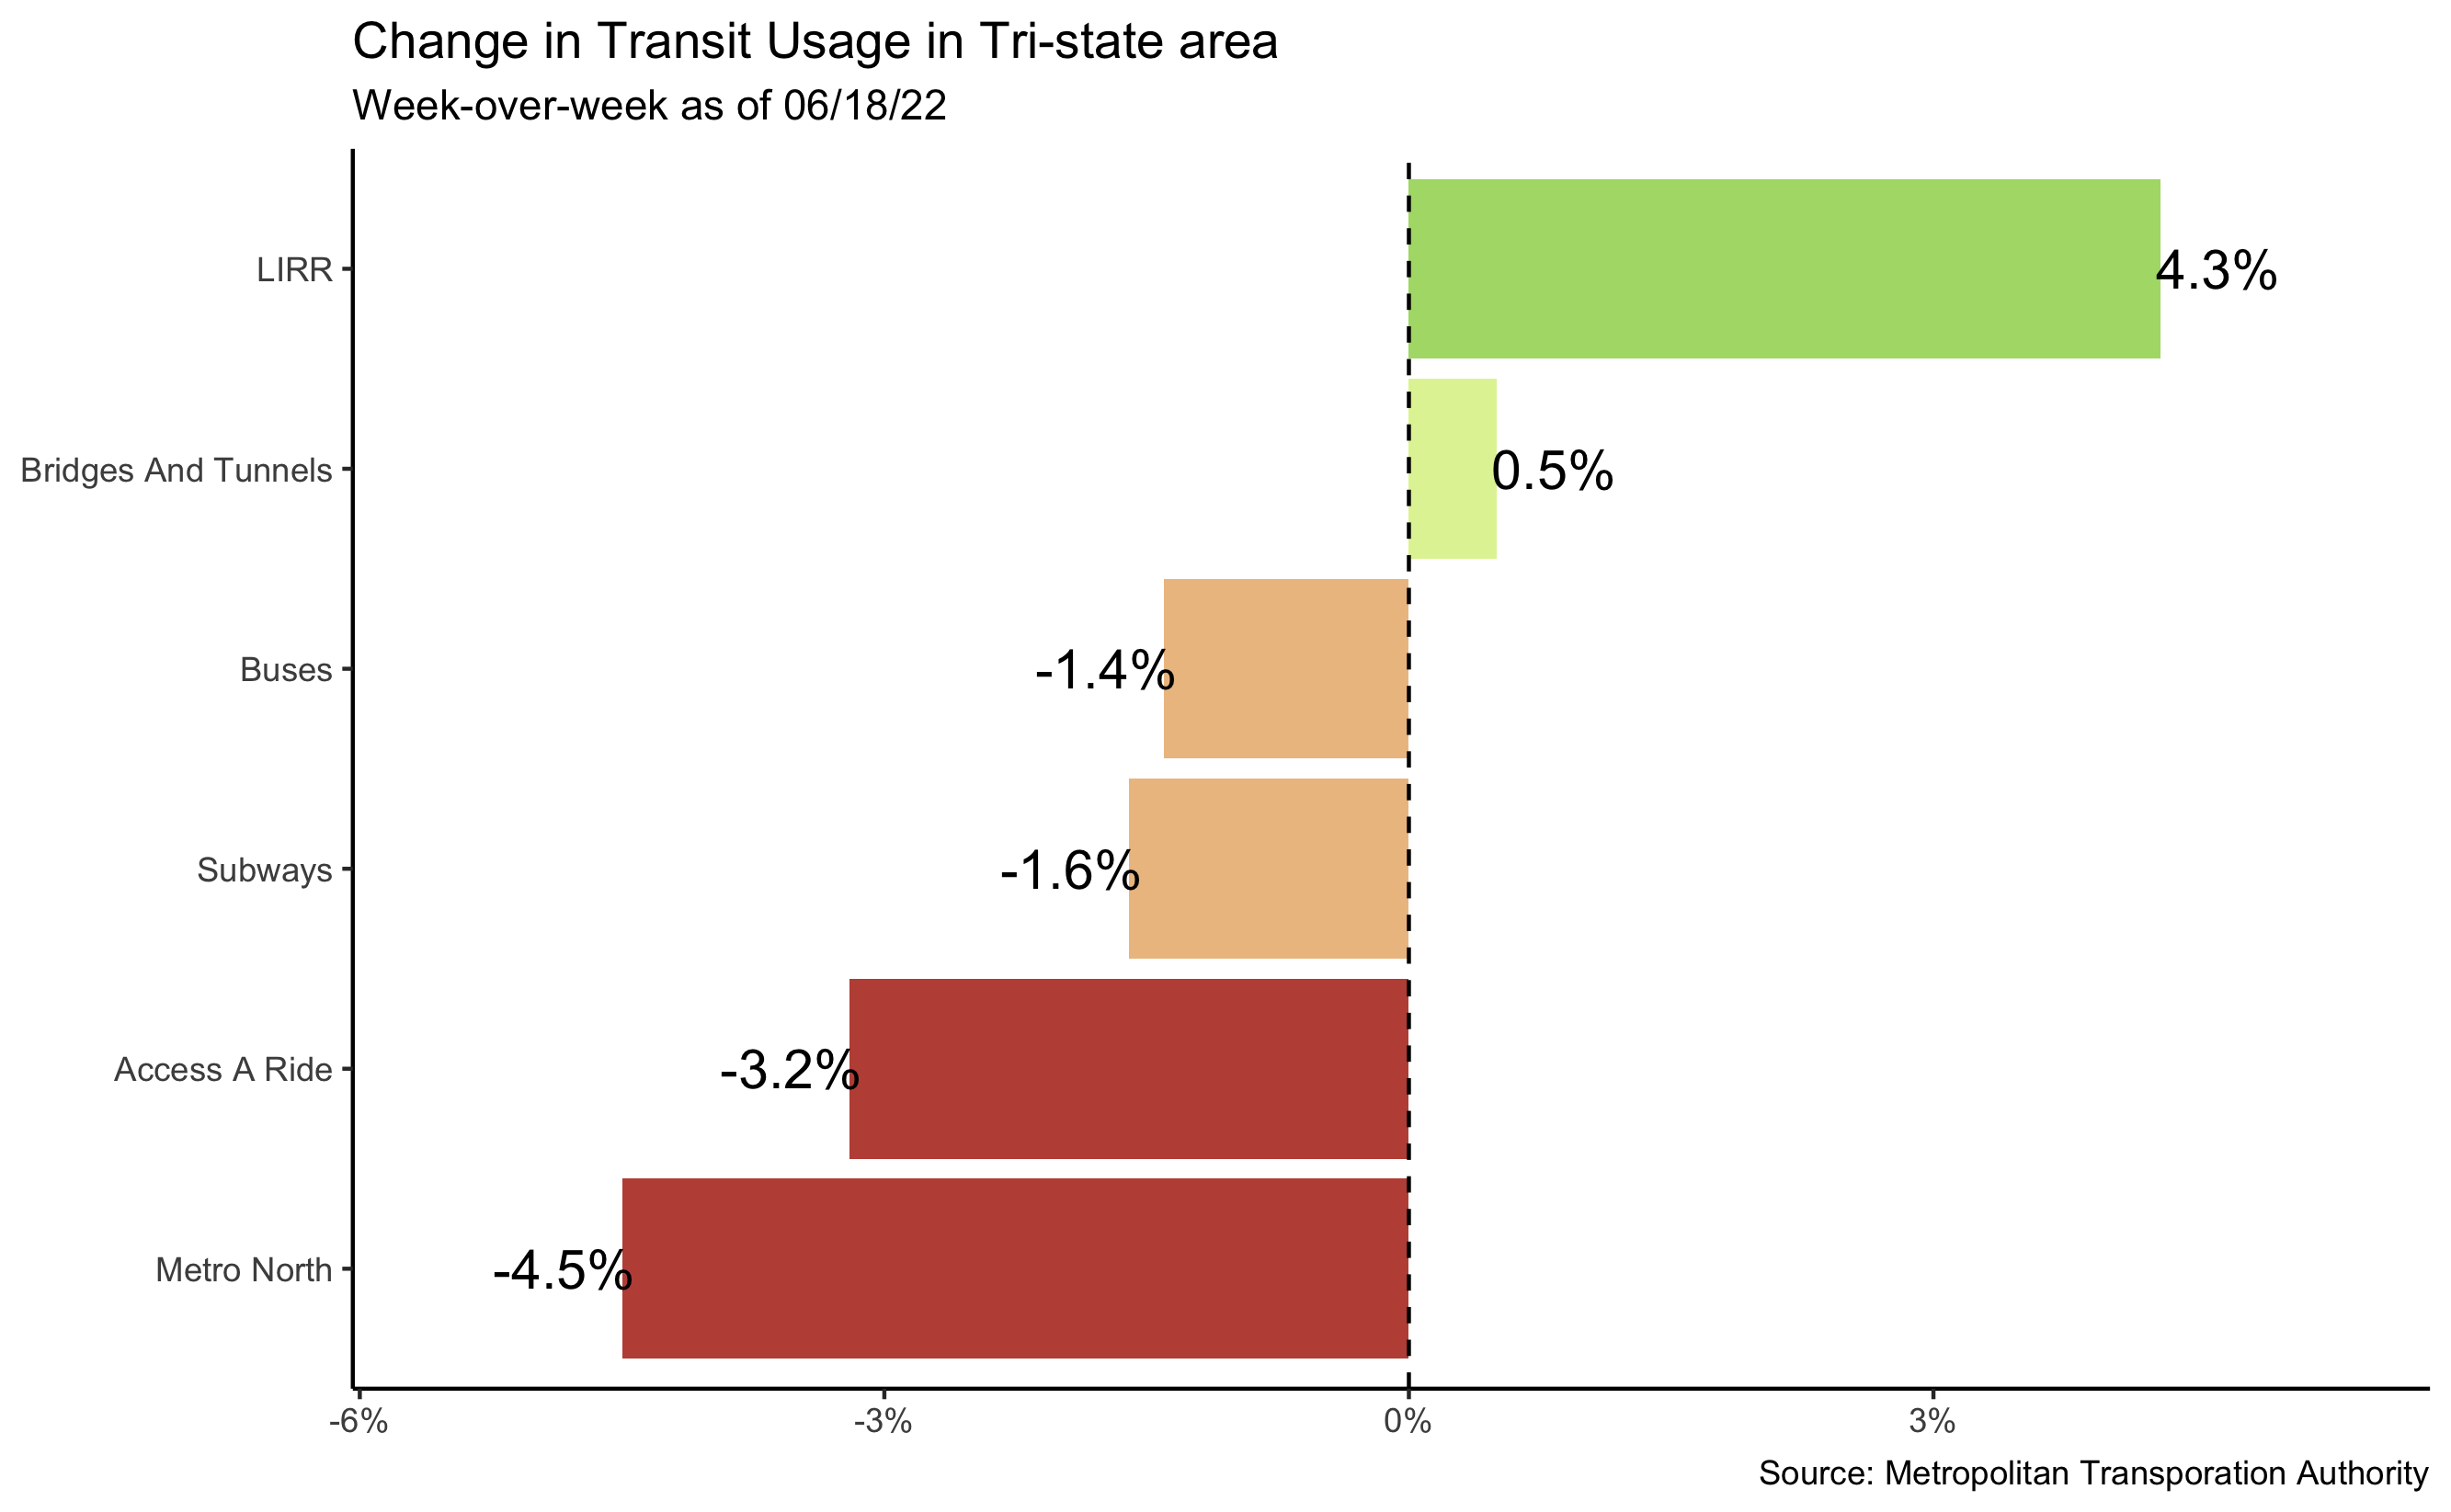 Change in Transit Usage in Tri-state area
Week-over-week as of 06/18/22
LIRR
4.3%
Bridges And Tunnels
0.5%
Buses
-1.4%
Subways
-1.6%
Access A Ride
-3.2%
Metro North
-4.5%
-6%
-3%
0%
3%
Source: Metropolitan Transporation Authority